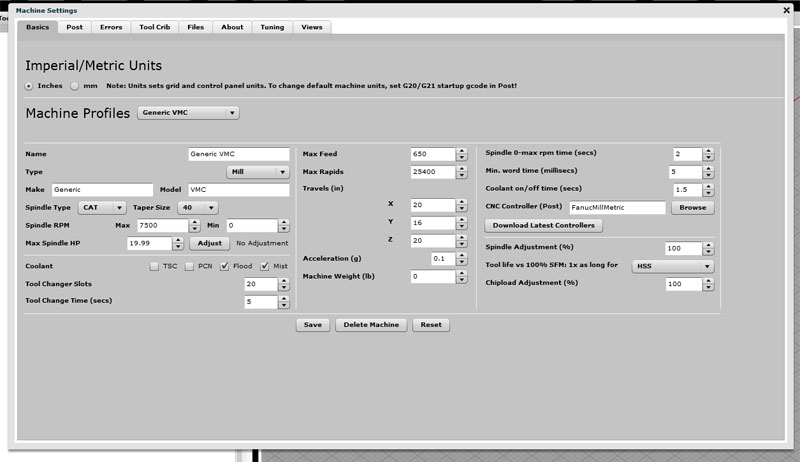 Machine Settings
Basics Post Errors Tool Crib Files About Tuning Views
Imperial/Metric Units
Inches mm Note: Units sets grid and control panel units. To change default machine units, set G20/G21 startup gcode in Post!
Machine Profiles Generic VMC
Name Generic VMC
Type Mill
Make Generic Model VMC
Spindle Type CAT Taper Size 40
Spindle RPM Max 7500 Min 0
Max Spindle HP 19.99 Adjust No Adjustment
Coolant TSC PCN Flood Mist
Tool Changer Slots 20
Tool Change Time (secs) 5
Max Feed 650
Max Rapids 25400
Travels (in)
X 20
Y 16
Z 20
Acceleration (g) 0.1
Machine Weight (lb) 0
Spindle 0-max rpm time (secs) 2
Min. word time (millisecs) 5
Coolant on/off time (secs) 1.5
CNC Controller (Post) FanucMillMetric Browse
Download Latest Controllers
Spindle Adjustment (%) 100
Tool life vs 100% SFM: 1x as long for HSS
Chipload Adjustment (%) 100
Save Delete Machine Reset